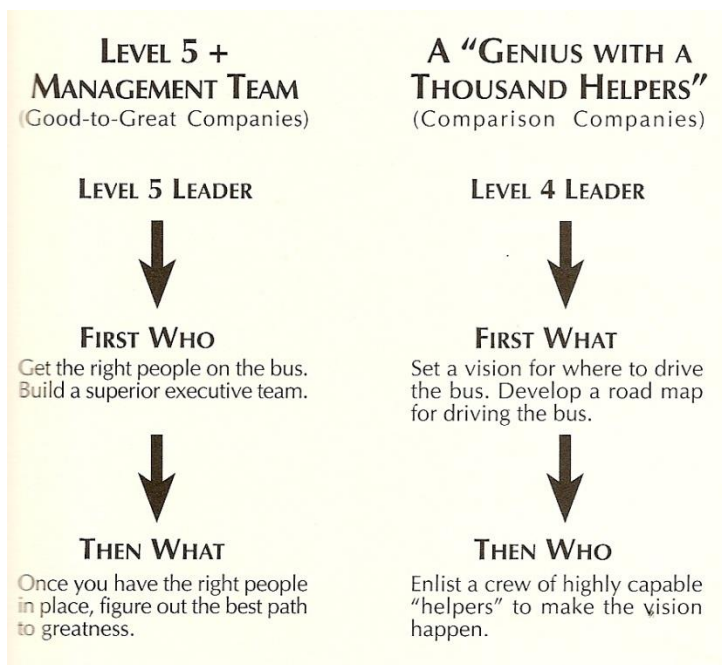 LEVEL 5 +
MANAGEMENT TEAM
(Good-to-Great Companies)
LEVEL 5 LEADER
FIRST WHO
Get the right people on the bus.
Build a superior executive team.
THEN WHAT
Once you have the right people
in place, figure out the best path
to greatness.
A “GENIUS WITH A
THOUSAND HELPERS”
(Comparison Companies)
LEVEL 4 LEADER
FIRST WHAT
Set a vision for where to drive
the bus. Develop a road map
for driving the bus.
THEN WHO
Enlist a crew of highly capable
“helpers” to make the vision
happen.